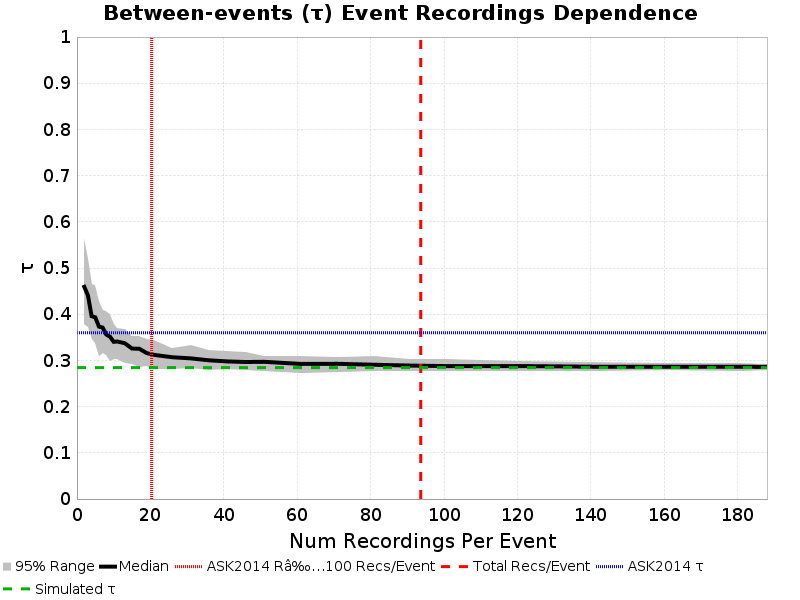 Between-events (τ) Event Recordings Dependence
1
0.9
0.8
0.7
0.6
0.5
0.4
0.3
0.2
0.1
0
τ
0 20 40 60 80 100 120 140 160 180
Num Recordings Per Event
95% Range Median ASK2014 Râ‰…100 Recs/Event Total Recs/Event ASK2014 τ
Simulated τ